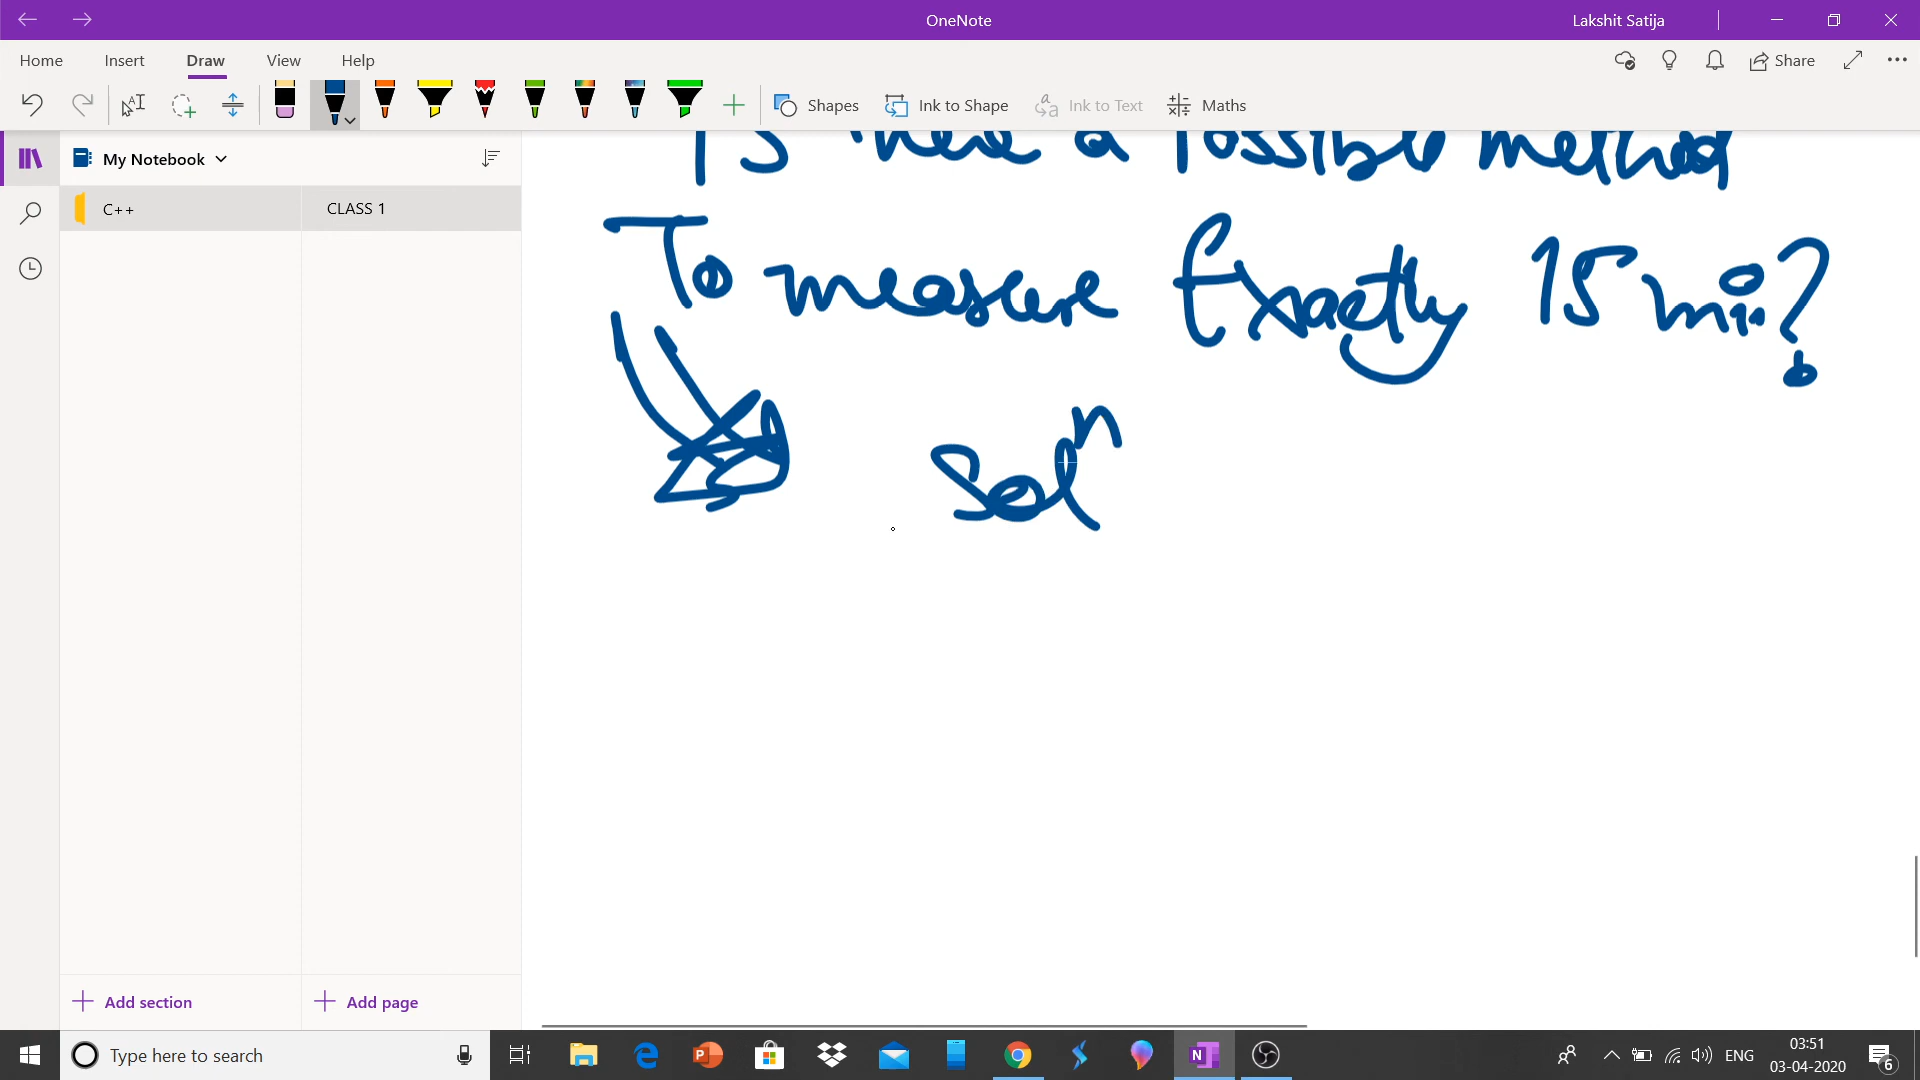 OneNote
Lakshit Satija
Home Insert Draw View Help
Share
Shapes Ink to Shape Ink to Text Maths
My Notebook
C++ CLASS 1
Is there a Possible method
To measure Exactly 15 min?
Solⁿ
Add section Add page
Type here to search
ENG
03:51
03-04-2020
6